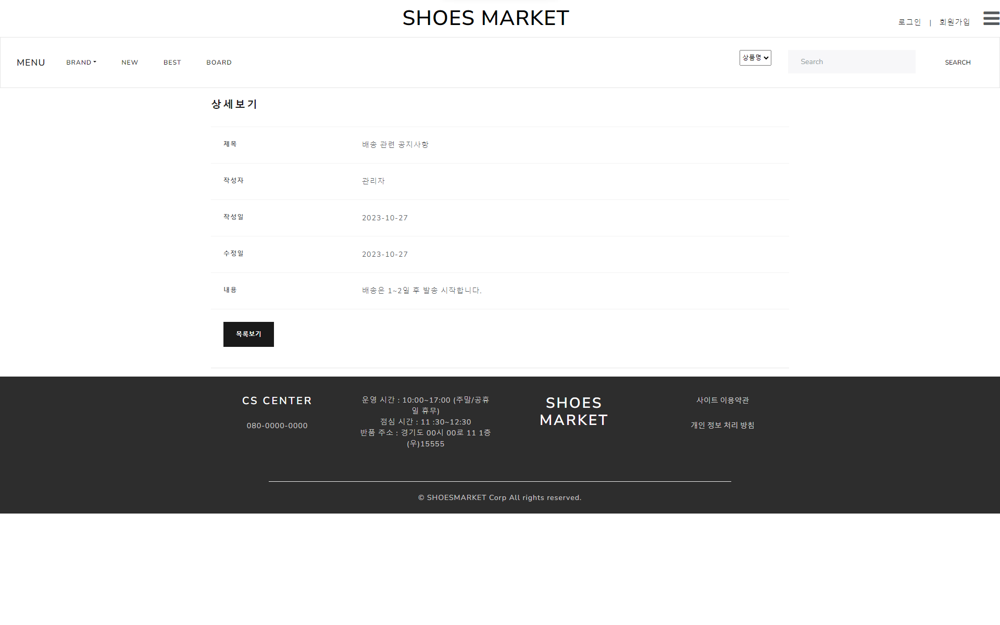 SHOES MARKET
로그인 | 회원가입
MENU BRAND NEW BEST BOARD 상품명 Search SEARCH
상세보기
제목 배송 관련 공지사항
작성자 관리자
작성일 2023-10-27
수정일 2023-10-27
내용 배송은 1~2일 후 발송 시작합니다.
목록보기
CS CENTER
080-0000-0000
운영 시간 : 10:00~17:00 (주말/공휴
일 휴무)
점심 시간 : 11 :30~12:30
반품 주소 : 경기도 00시 00로 11 1층
(우)15555
SHOES
MARKET
사이트 이용약관
개인 정보 처리 방침
© SHOESMARKET Corp All rights reserved.